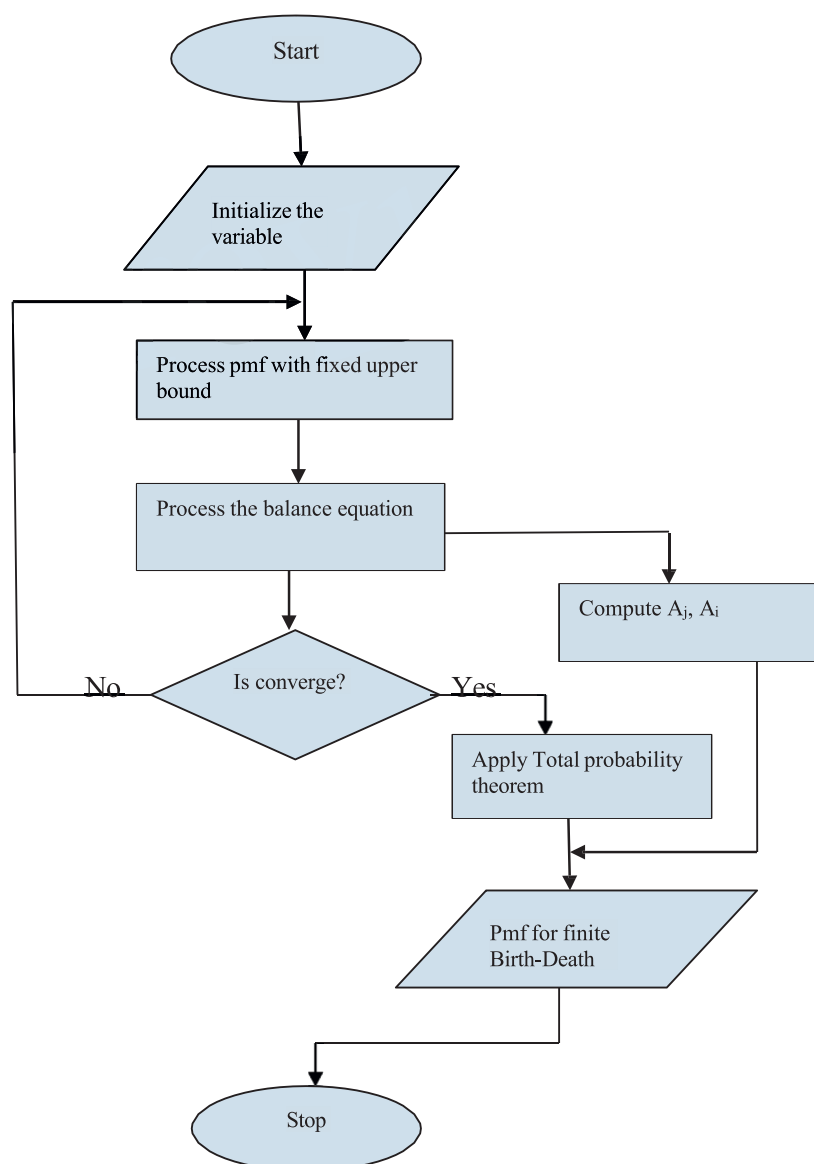 Start
Initialize the
variable
Process pmf with fixed upper
bound
Process the balance equation
Compute Aj, Ai
Is converge?
No
Yes
Apply Total probability
theorem
Pmf for finite
Birth-Death
Stop